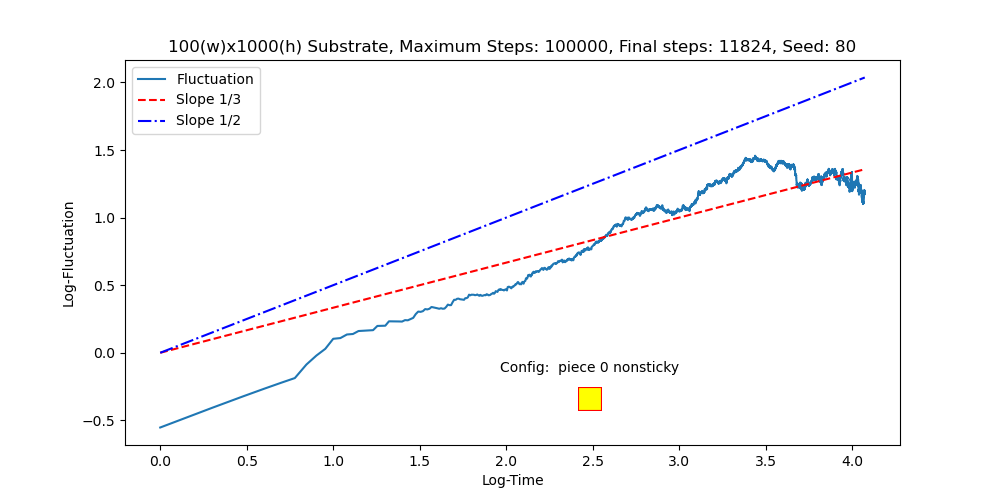 100(w)x1000(h) Substrate, Maximum Steps: 100000, Final steps: 11824, Seed: 80
Fluctuation
Slope 1/3
Slope 1/2
Log-Fluctuation
2.0
1.5
1.0
0.5
0.0
−0.5
Config:  piece 0 nonsticky
0.0 0.5 1.0 1.5 2.0 2.5 3.0 3.5 4.0
Log-Time